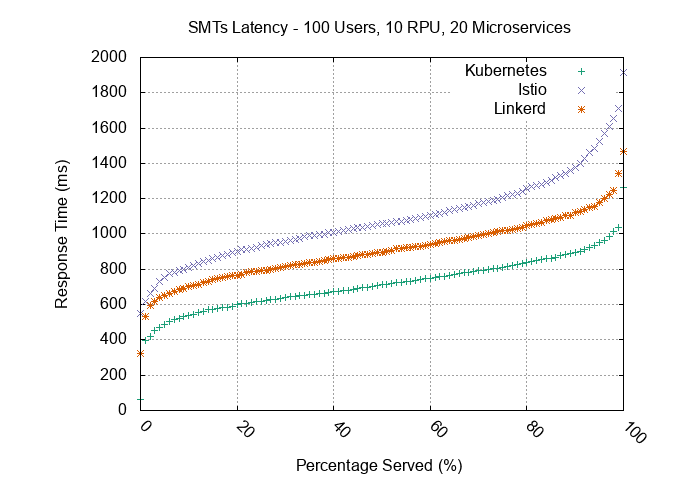 SMTs Latency - 100 Users, 10 RPU, 20 Microservices
2000
1800
1600
1400
1200
1000
800
600
400
200
0
Response Time (ms)
Kubernetes
Istio
Linkerd
0
20
40
60
80
100
Percentage Served (%)